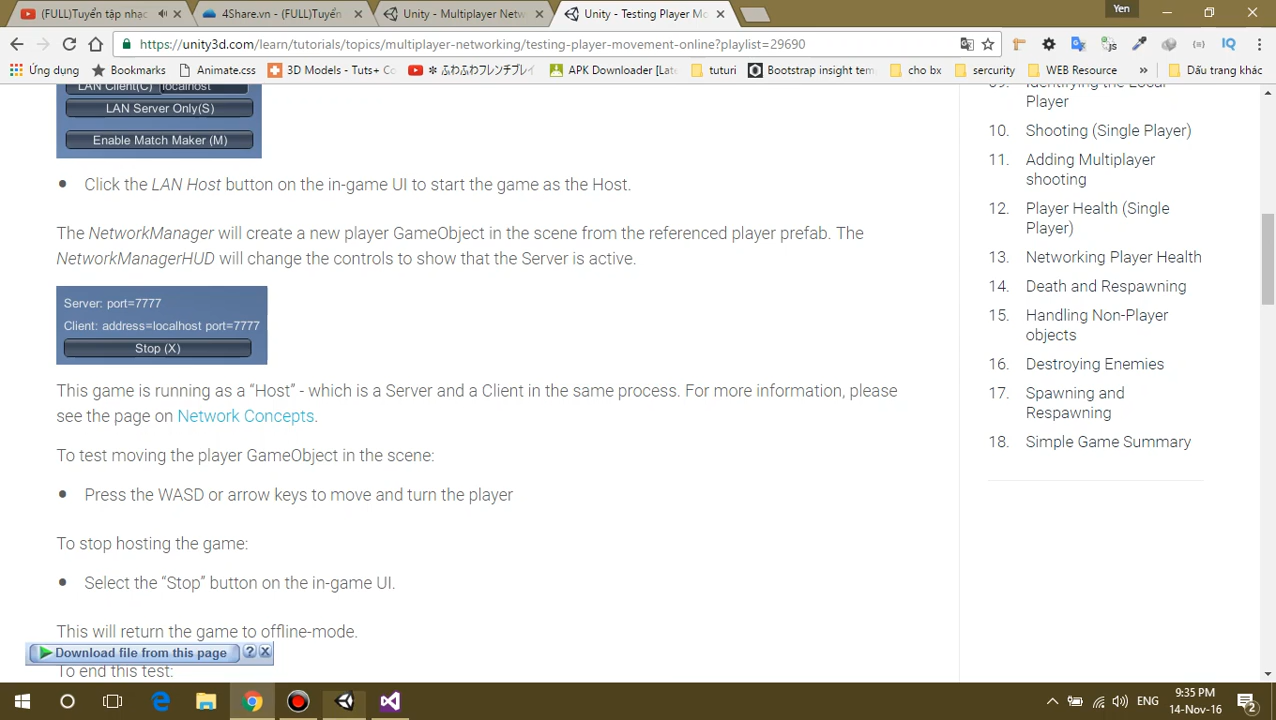 (FULL)Tuyển tập nhạc
4Share.vn - (FULL)Tuyển
Unity - Multiplayer Netw
Unity - Testing Player Mo
Yen
https://unity3d.com/learn/tutorials/topics/multiplayer-networking/testing-player-movement-online?playlist=29690
Ứng dụng
Bookmarks
Animate.css
3D Models - Tuts+ Co
※ ふわふわフレンチブレイ
APK Downloader [Late
tuturi
Bootstrap insight tem
cho bx
sercurity
WEB Resource
»
Dấu trang khác
LAN Client(C) localhost
LAN Server Only(S)
Enable Match Maker (M)
• Click the LAN Host button on the in-game UI to start the game as the Host.
The NetworkManager will create a new player GameObject in the scene from the referenced player prefab. The
NetworkManagerHUD will change the controls to show that the Server is active.
Server: port=7777
Client: address=localhost port=7777
Stop (X)
This game is running as a “Host” - which is a Server and a Client in the same process. For more information, please
see the page on Network Concepts.
To test moving the player GameObject in the scene:
• Press the WASD or arrow keys to move and turn the player
To stop hosting the game:
• Select the “Stop” button on the in-game UI.
This will return the game to offline-mode.
Download file from this page
To end this test:
09. Identifying the Local
Player
10. Shooting (Single Player)
11. Adding Multiplayer
shooting
12. Player Health (Single
Player)
13. Networking Player Health
14. Death and Respawning
15. Handling Non-Player
objects
16. Destroying Enemies
17. Spawning and
Respawning
18. Simple Game Summary
ENG
9:35 PM
14-Nov-16
2